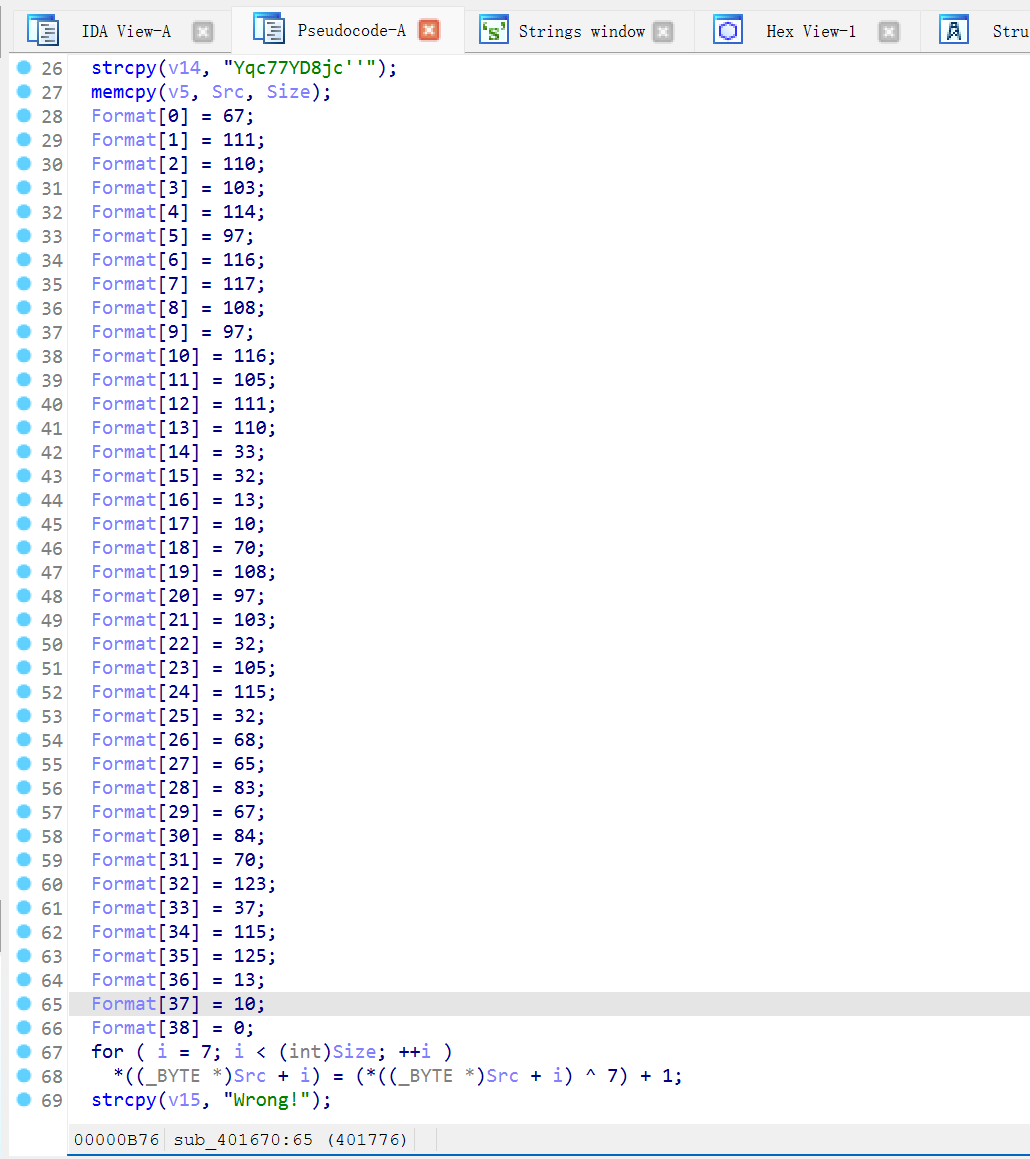 IDA View-A Pseudocode-A Strings window Hex View-1 Stru
26 strcpy(v14, "Yqc77YD8jc''");
27 memcpy(v5, Src, Size);
28 Format[0] = 67;
29 Format[1] = 111;
30 Format[2] = 110;
31 Format[3] = 103;
32 Format[4] = 114;
33 Format[5] = 97;
34 Format[6] = 116;
35 Format[7] = 117;
36 Format[8] = 108;
37 Format[9] = 97;
38 Format[10] = 116;
39 Format[11] = 105;
40 Format[12] = 111;
41 Format[13] = 110;
42 Format[14] = 33;
43 Format[15] = 32;
44 Format[16] = 13;
45 Format[17] = 10;
46 Format[18] = 70;
47 Format[19] = 108;
48 Format[20] = 97;
49 Format[21] = 103;
50 Format[22] = 32;
51 Format[23] = 105;
52 Format[24] = 115;
53 Format[25] = 32;
54 Format[26] = 68;
55 Format[27] = 65;
56 Format[28] = 83;
57 Format[29] = 67;
58 Format[30] = 84;
59 Format[31] = 70;
60 Format[32] = 123;
61 Format[33] = 37;
62 Format[34] = 115;
63 Format[35] = 125;
64 Format[36] = 13;
65 Format[37] = 10;
66 Format[38] = 0;
67 for ( i = 7; i < (int)Size; ++i )
68 *((_BYTE *)Src + i) = (*((_BYTE *)Src + i) ^ 7) + 1;
69 strcpy(v15, "Wrong!");
00000B76 sub_401670:65 (401776)